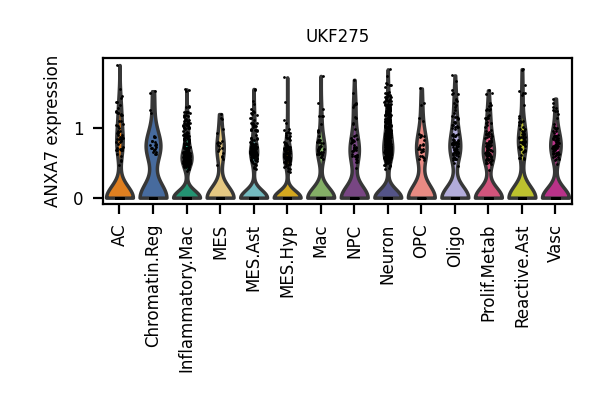 UKF275
ANXA7 expression
1
0
AC
Chromatin.Reg
Inflammatory.Mac
MES
MES.Ast
MES.Hyp
Mac
NPC
Neuron
OPC
Oligo
Prolif.Metab
Reactive.Ast
Vasc